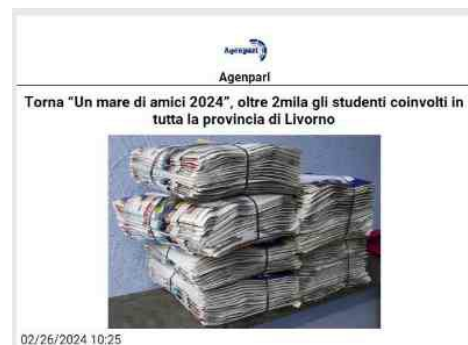 Agenparl
Agenparl
Torna “Un mare di amici 2024”, oltre 2mila gli studenti coinvolti in
tutta la provincia di Livorno
02/26/2024 10:25